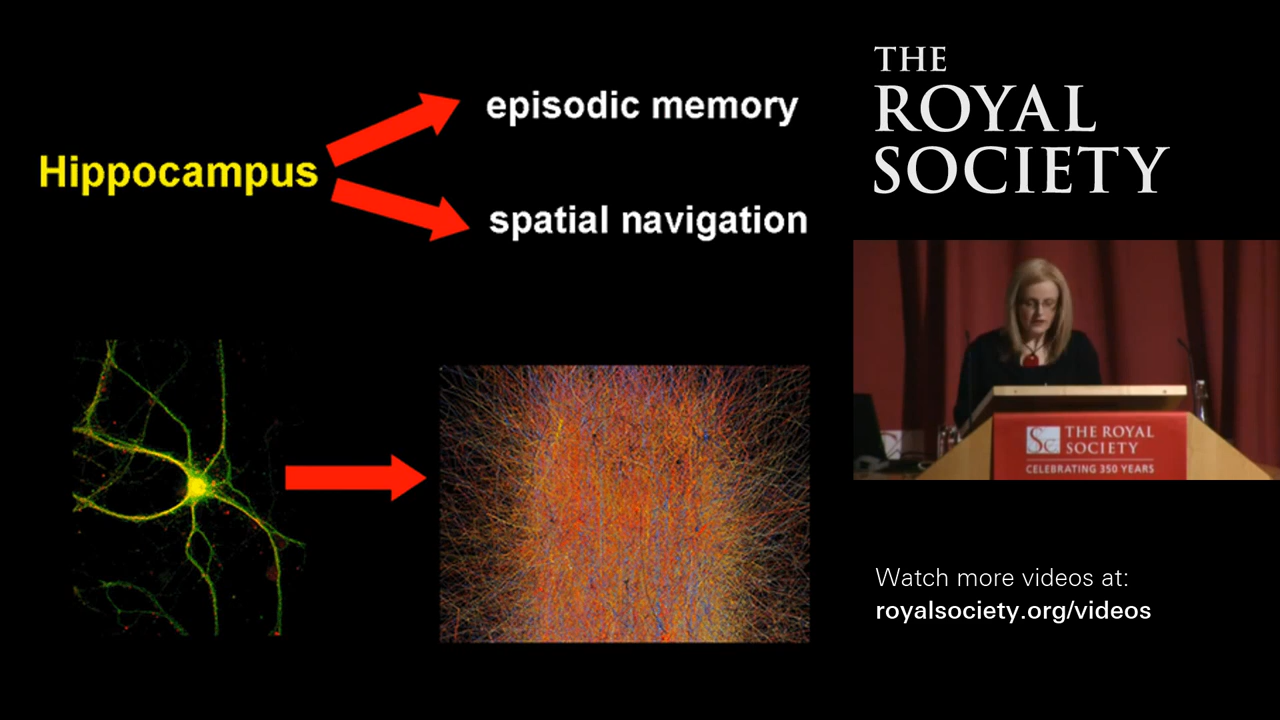 Hippocampus
episodic memory
spatial navigation
THE
ROYAL
SOCIETY
THE ROYAL
SOCIETY
CELEBRATING 350 YEARS
Watch more videos at:
royalsociety.org/videos